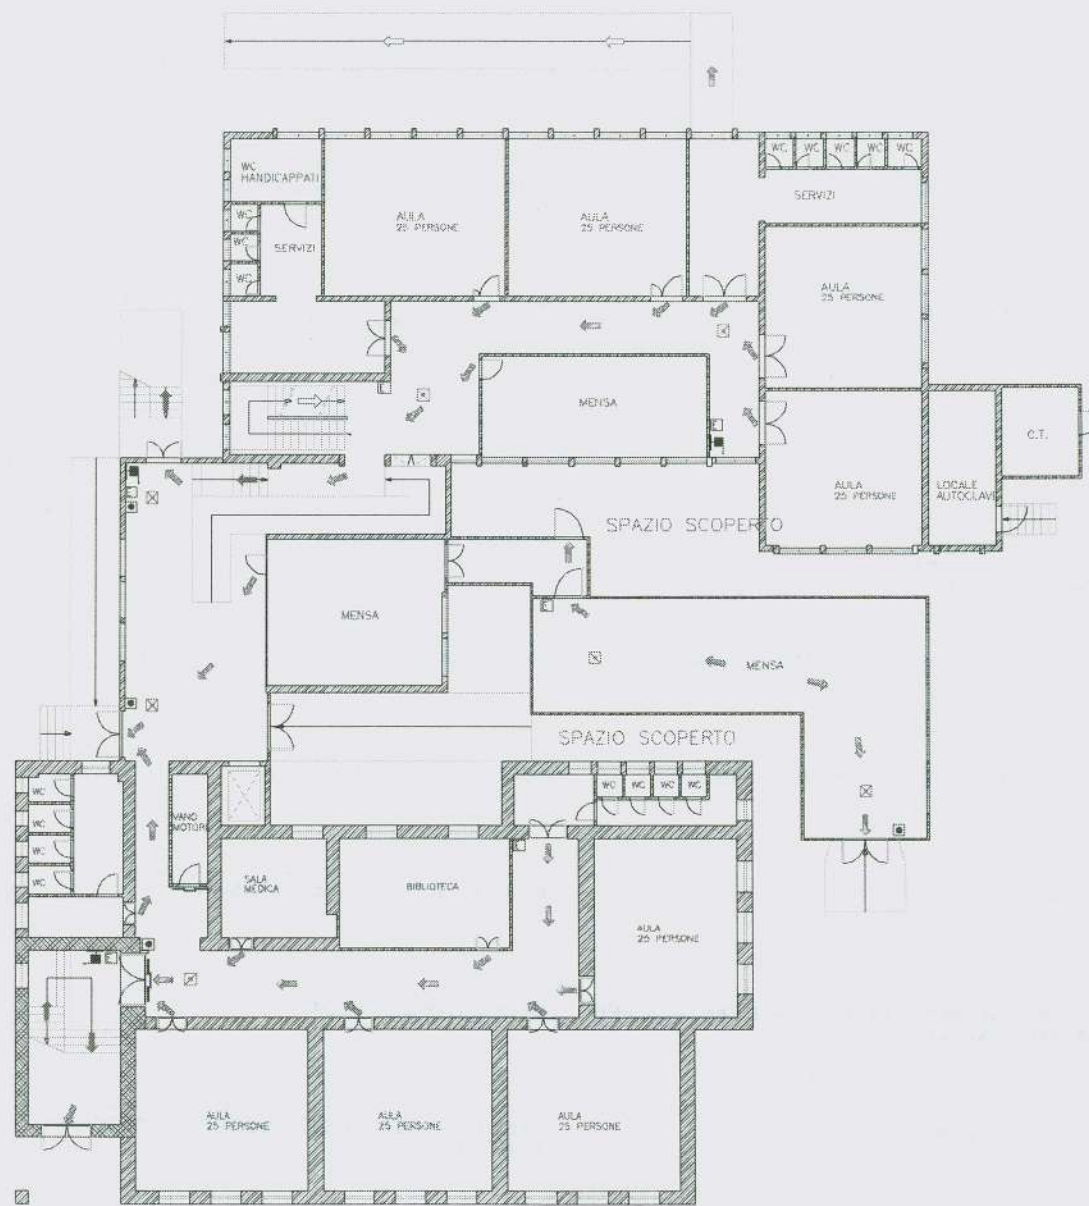 WC
WC
WC
WC
WC
WC
HANDICAPPATI
SERVIZI
AULA
25 PERSONE
AULA
25 PERSONE
WC
WC
WC
SERVIZI
AULA
25 PERSONE
MENSA
C.T.
AULA
25 PERSONE
LOCALE
AUTOCLAVE
SPAZIO SCOPERTO
MENSA
MENSA
SPAZIO SCOPERTO
WC
WC
WC
WC
WC
WC
WC
WC
VANO
MOTORI
SALA
MEDICA
BIBLIOTECA
AULA
25 PERSONE
AULA
25 PERSONE
AULA
25 PERSONE
AULA
25 PERSONE